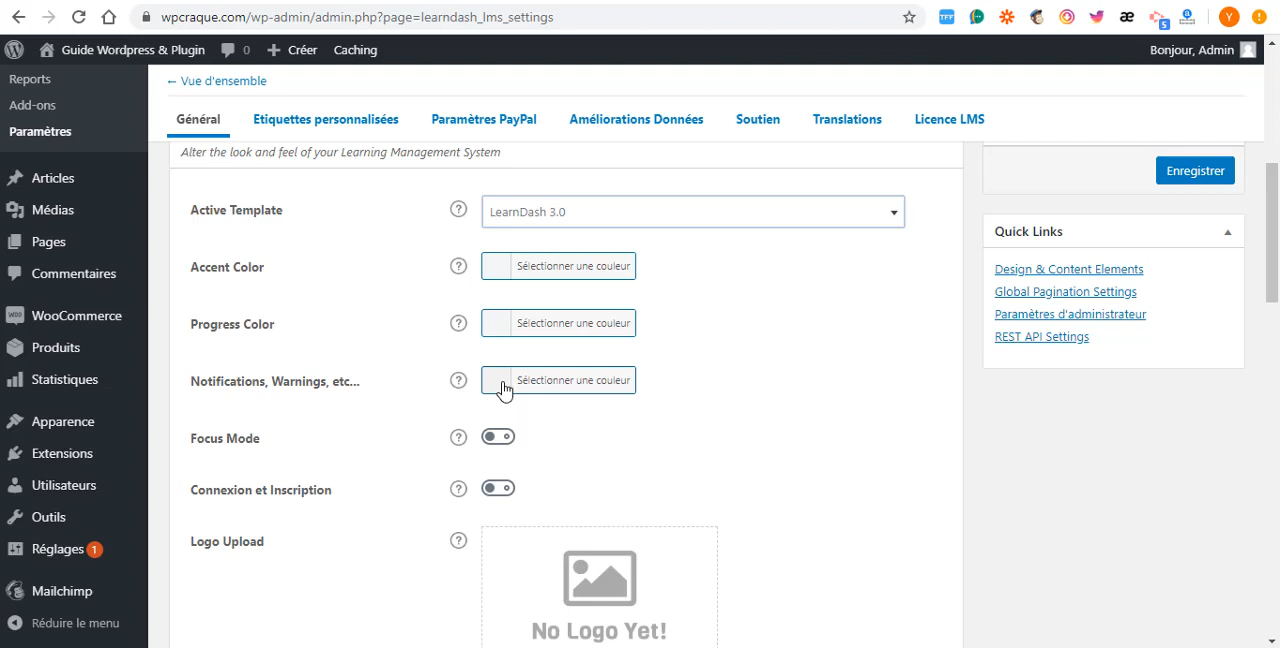 wpcraque.com/wp-admin/admin.php?page=learndash_lms_settings
TFF
æ
5
8
Y
Guide Wordpress & Plugin
0
Créer
Caching
Bonjour, Admin
Reports
Add-ons
Paramètres
Articles
Médias
Pages
Commentaires
WooCommerce
Produits
Statistiques
Apparence
Extensions
Utilisateurs
Outils
Réglages 1
Mailchimp
Réduire le menu
← Vue d'ensemble
Général
Etiquettes personnalisées
Paramètres PayPal
Améliorations Données
Soutien
Translations
Licence LMS
Alter the look and feel of your Learning Management System
Active Template
? LearnDash 3.0
Accent Color
? Sélectionner une couleur
Progress Color
? Sélectionner une couleur
Notifications, Warnings, etc...
? Sélectionner une couleur
Focus Mode
?
Connexion et Inscription
?
Logo Upload
?
No Logo Yet!
Enregistrer
Quick Links
Design & Content Elements
Global Pagination Settings
Paramètres d'administrateur
REST API Settings